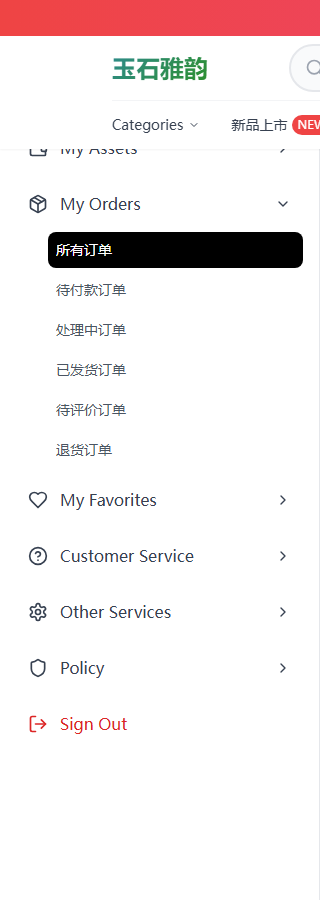 玉石雅韵
Categories 新品上市 NEW
My Assets
My Orders
所有订单
待付款订单
处理中订单
已发货订单
待评价订单
退货订单
My Favorites
Customer Service
Other Services
Policy
Sign Out